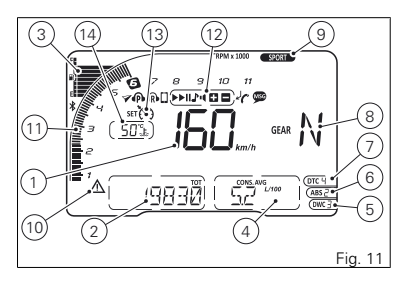 3
14
13
12
9
RPM x 1000
SPORT
1 2 3 4 5 6 7 8 9 10 11
P
R
MSG
SET
11
50°C
160
km/h
GEAR N
8
1
7
DTC 4
6
ABS 2
10
TOT
19830
CONS. AVG
5.2 L/100
DWC 3
5
2
4
Fig. 11